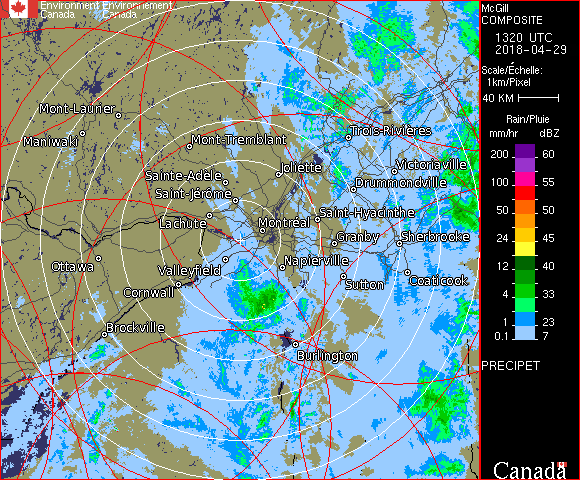 Environment Environnement
Canada Canada
McGill
COMPOSITE
1320 UTC
2018-04-29
Scale/Échelle:
1km/Pixel
40 KM
Rain/Pluie
mm/hr dBZ
200 60
100 55
50 50
24 45
12 40
4 33
1 23
0.1 7
PRECIPET
Canada
Mont-Laurier
Maniwaki
Mont-Tremblant
Trois-Rivières
Sainte-Adèle
Joliette
Victoriaville
Saint-Jérôme
Drummondville
Lachute
Montréal
Saint-Hyacinthe
Granby
Sherbrooke
Ottawa
Valleyfield
Napierville
Sutton
Coaticook
Cornwall
Brockville
Burlington